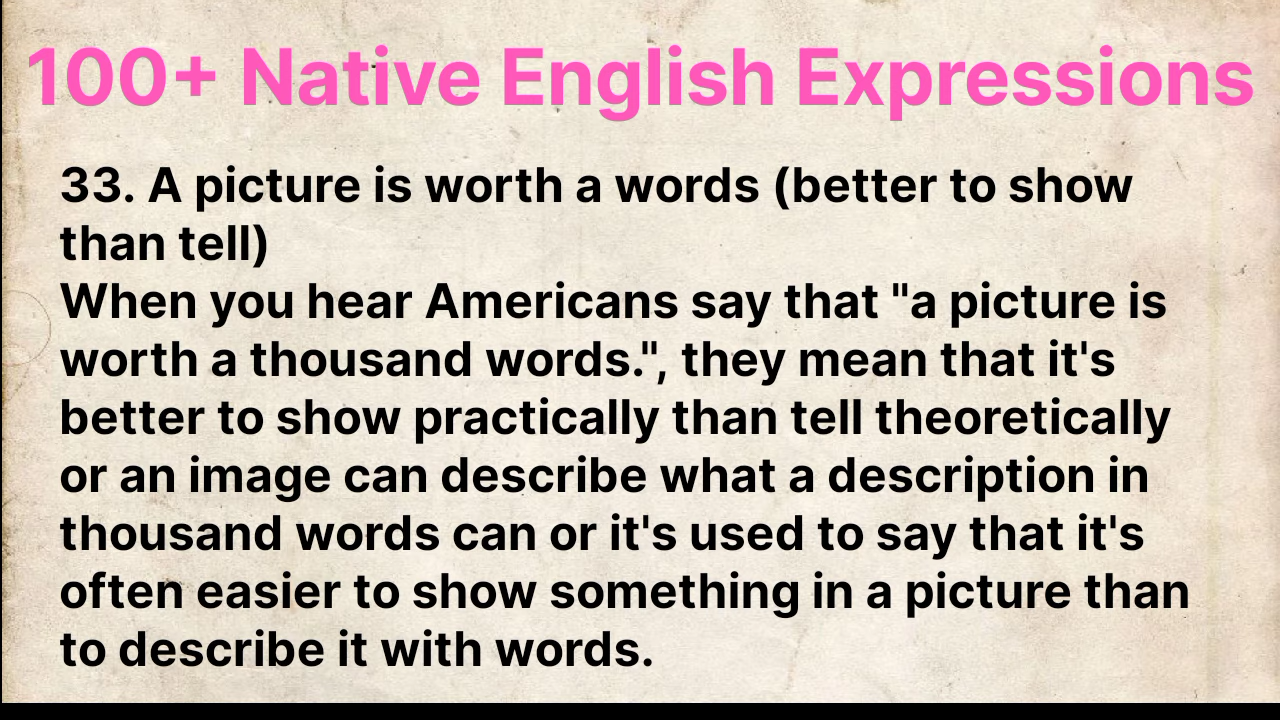 100+ Native English Expressions
33. A picture is worth a words (better to show
than tell)
When you hear Americans say that "a picture is
worth a thousand words.", they mean that it's
better to show practically than tell theoretically
or an image can describe what a description in
thousand words can or it's used to say that it's
often easier to show something in a picture than
to describe it with words.